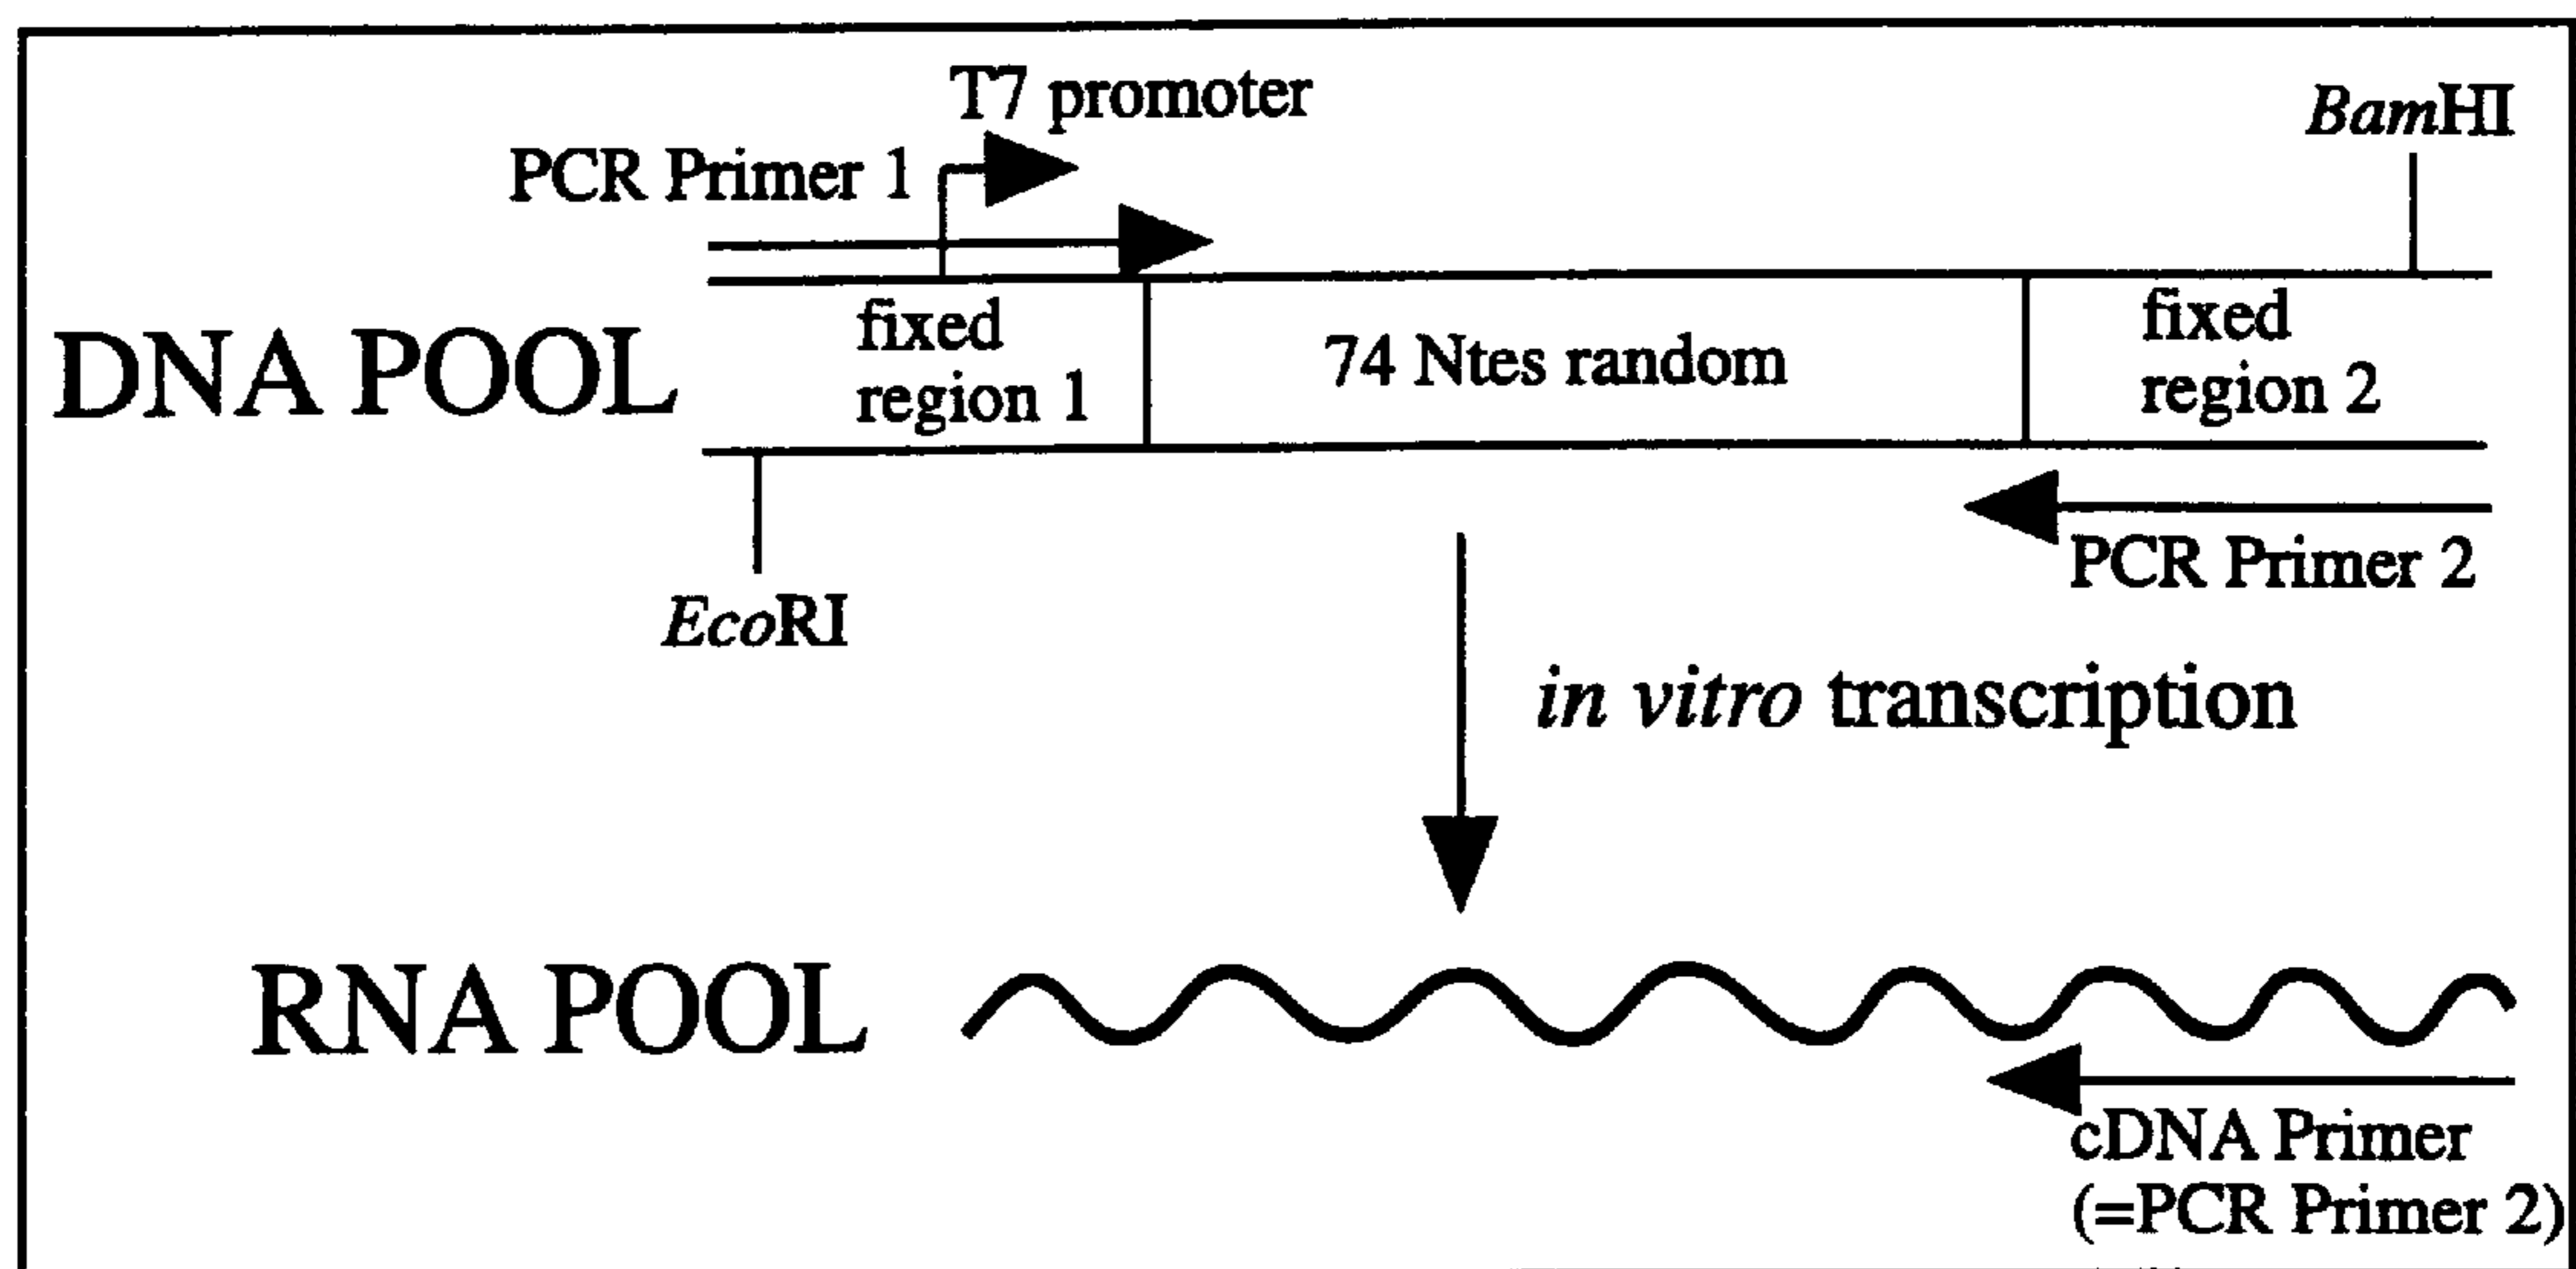 T7 promoter
BamHI
PCR Primer 1
DNA POOL
fixed
region 1
74 Ntes random
fixed
region 2
PCR Primer 2
EcoRI
in vitro transcription
RNA POOL
cDNA Primer
(=PCR Primer 2)